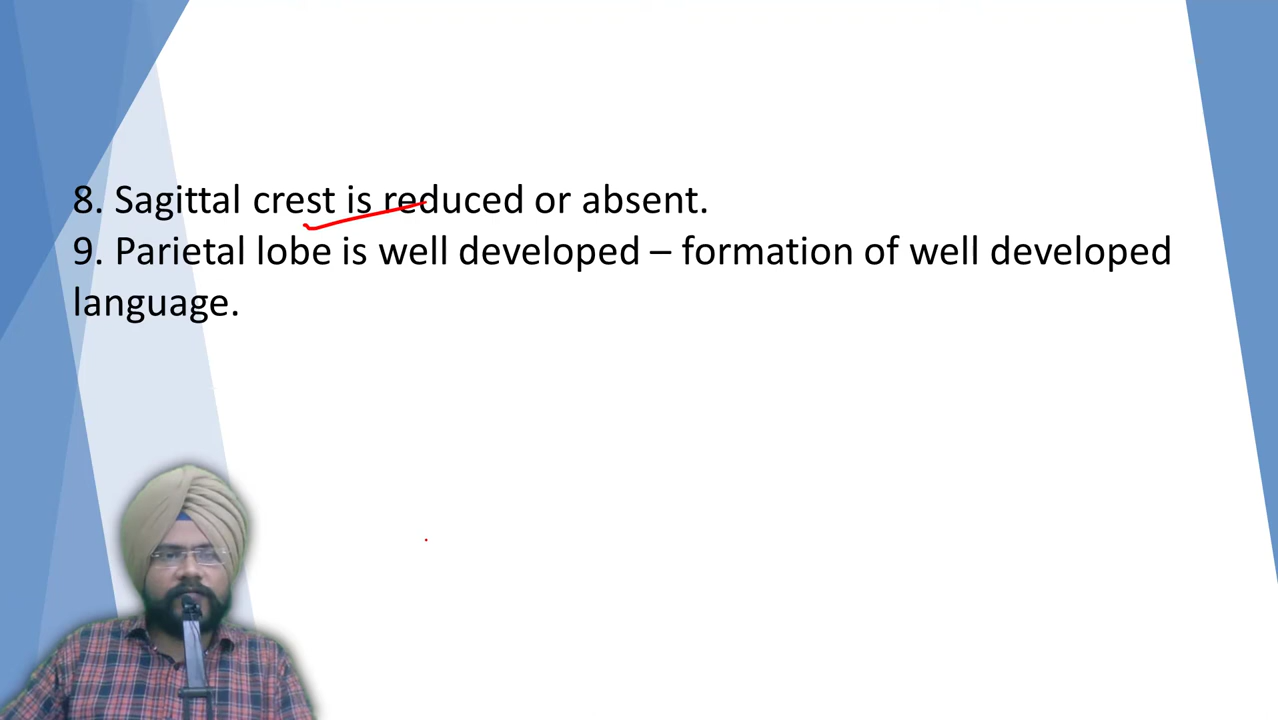 8. Sagittal crest is reduced or absent.
9. Parietal lobe is well developed – formation of well developed
language.